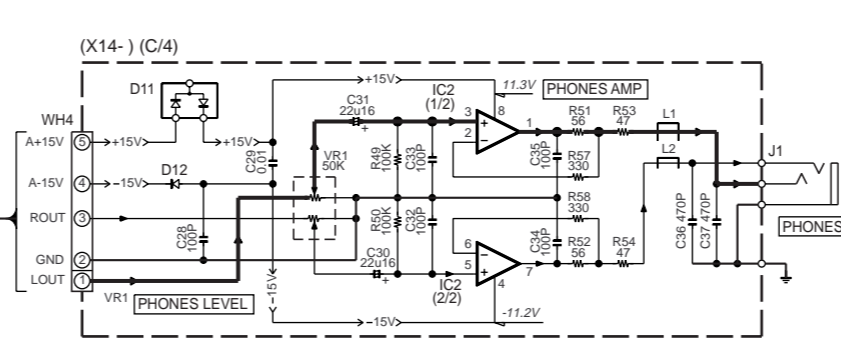 (X14- ) (C/4)
D11
WH4
A+15V
5
+15V
+15V
A-15V
4
-15V
D12
ROUT
3
GND
2
LOUT
1
VR1
PHONES LEVEL
C28
100P
C29
0.01
-15V
+15V
-15V
VR1
50K
C31
22u16
+
C30
22u16
+
R49
100K
C33
100P
R50
100K
C32
100P
IC2
(1/2)
3
+
2
-
8
1
11.3V
PHONES AMP
6
-
5
+
7
4
IC2
(2/2)
-11.2V
C35
100P
C34
100P
R51
56
R53
47
R57
330
R58
330
R52
56
R54
47
L1
L2
C36 470P
C37 470P
J1
PHONES